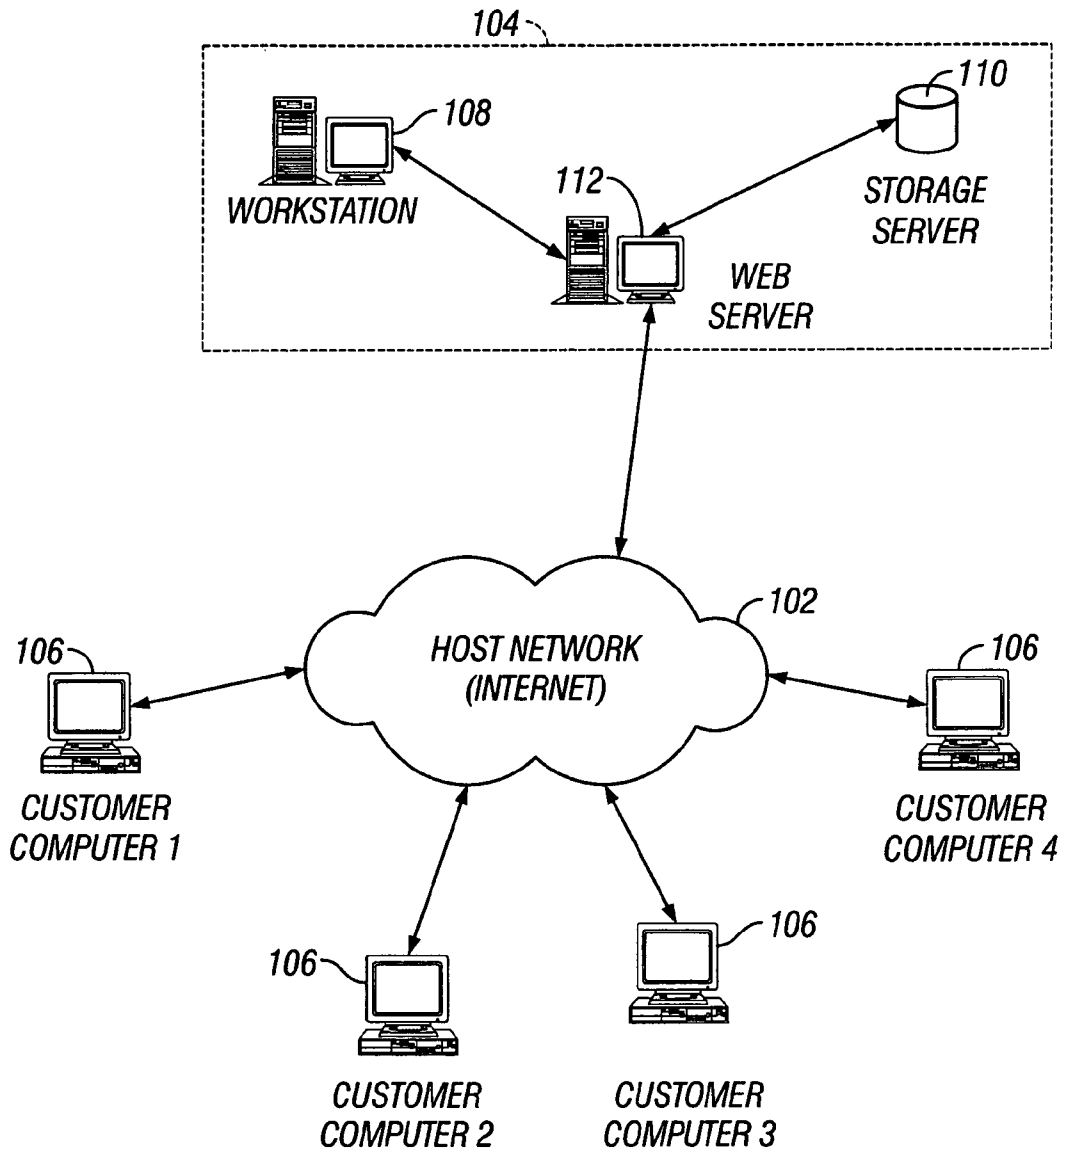 104
110
108
112
WORKSTATION
STORAGE
SERVER
WEB
SERVER
102
HOST NETWORK
(INTERNET)
106
106
CUSTOMER
COMPUTER 1
CUSTOMER
COMPUTER 4
106
106
CUSTOMER
COMPUTER 2
CUSTOMER
COMPUTER 3